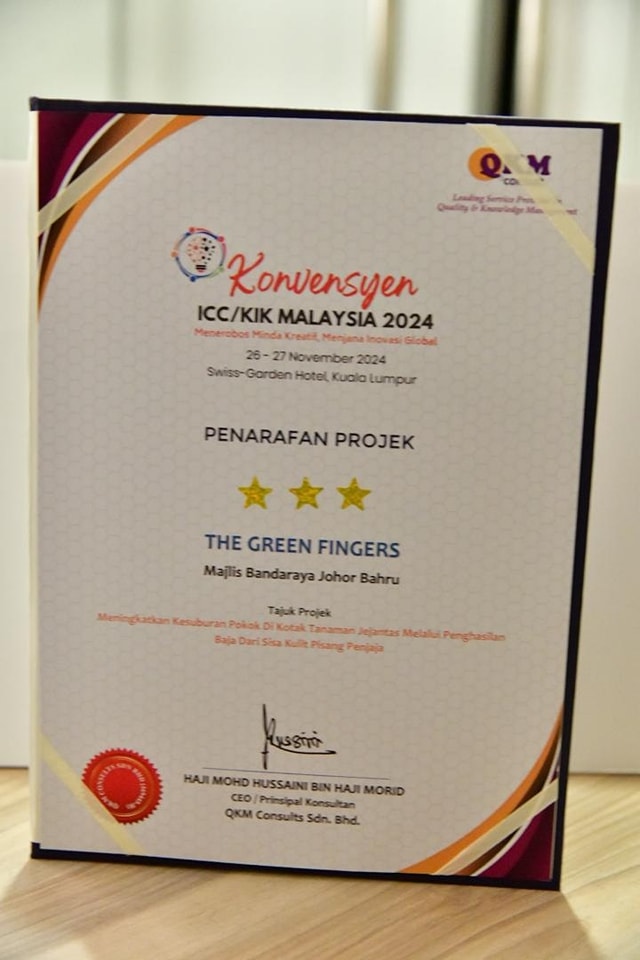 QKM
Leading Service
Quality & Knowledge
Konvensyen
ICC/KIK MALAYSIA 2024
Menerobos Minda Kreatif, Menjana Inovasi Global
26 - 27 November 2024
Swiss-Garden Hotel, Kuala Lumpur
PENARAFAN PROJEK
THE GREEN FINGERS
Majlis Bandaraya Johor Bahru
Tajuk Projek
Meningkatkan Kesuburan Pokok Di Kotak Tanaman Jejantas Melalui Penghasilan
Baja Dari Sisa Kulit Pisang Penjaja
Hussini
HAJI MOHD HUSSAINI BIN HAJI MORID
CEO / Prinsipal Konsultan
QKM Consults Sdn. Bhd.